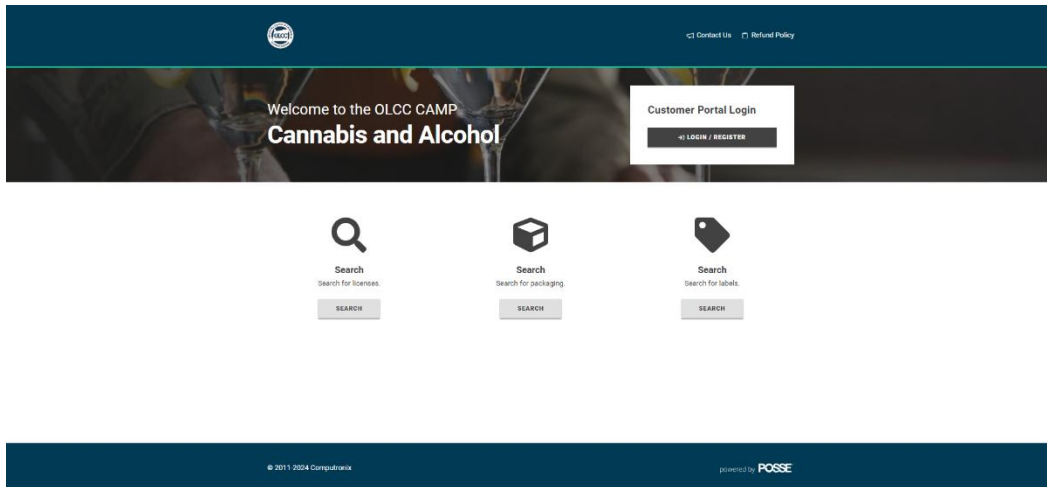 OLCC
Contact Us Refund Policy
Welcome to the OLCC CAMP
Cannabis and Alcohol
Customer Portal Login
LOGIN / REGISTER
Search Search Search
Search for licenses. Search for packaging. Search for labels.
SEARCH SEARCH SEARCH
© 2011-2024 Computronix
powered by POSSE